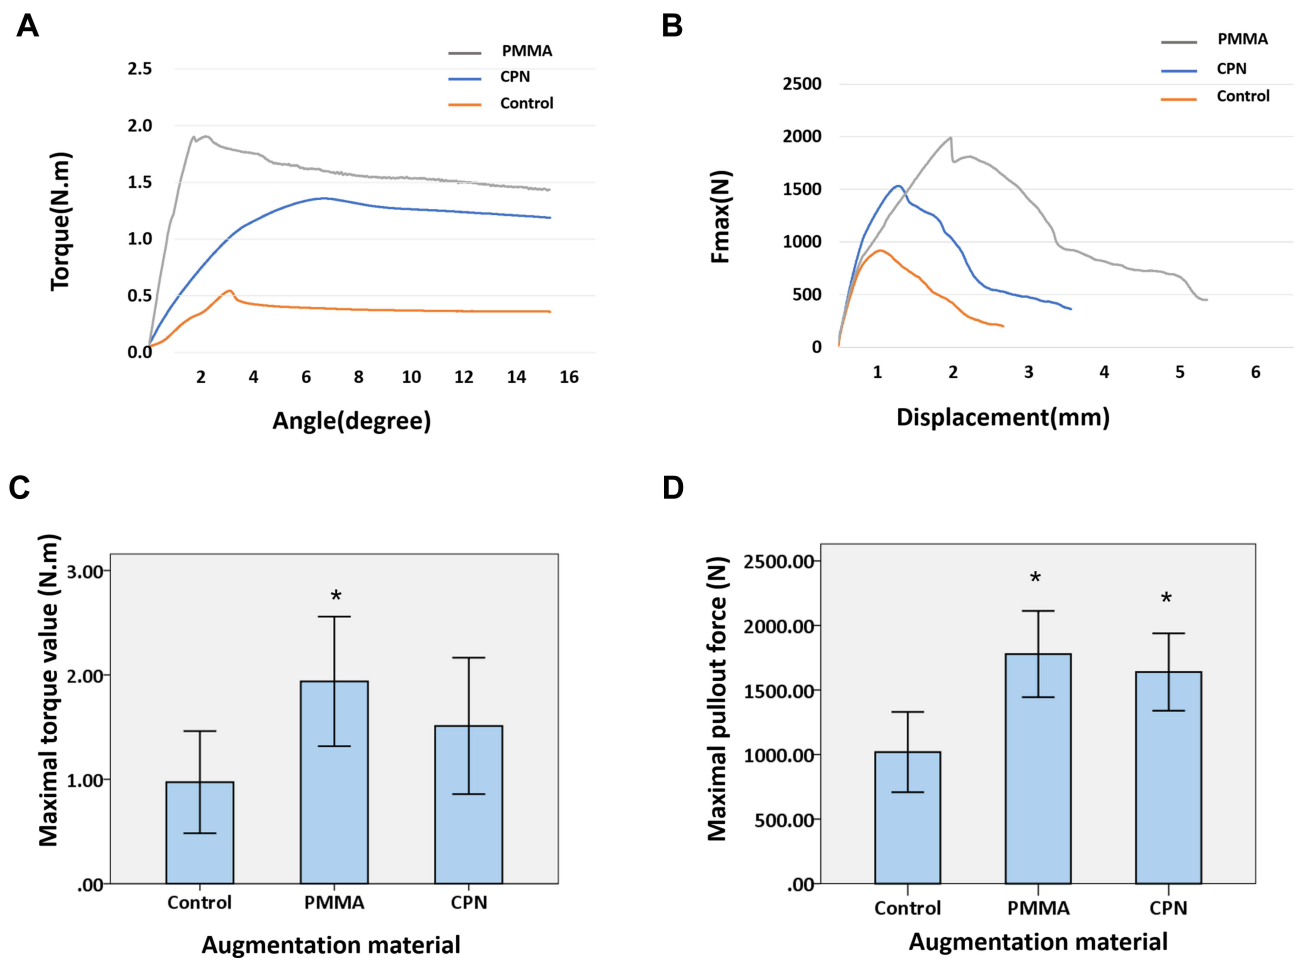 A
PMMA
CPN
Control
2.5
2.0
1.5
1.0
0.5
0.0
Torque(N.m)
2 4 6 8 10 12 14 16
Angle(degree)
B
PMMA
CPN
Control
2500
2000
1500
1000
500
0
Fmax(N)
1 2 3 4 5 6
Displacement(mm)
C
Maximal torque value (N.m)
3.00
2.00
1.00
.00
*
Control PMMA CPN
Augmentation material
D
Maximal pullout force (N)
2500.00
2000.00
1500.00
1000.00
500.00
.00
*
*
Control PMMA CPN
Augmentation material